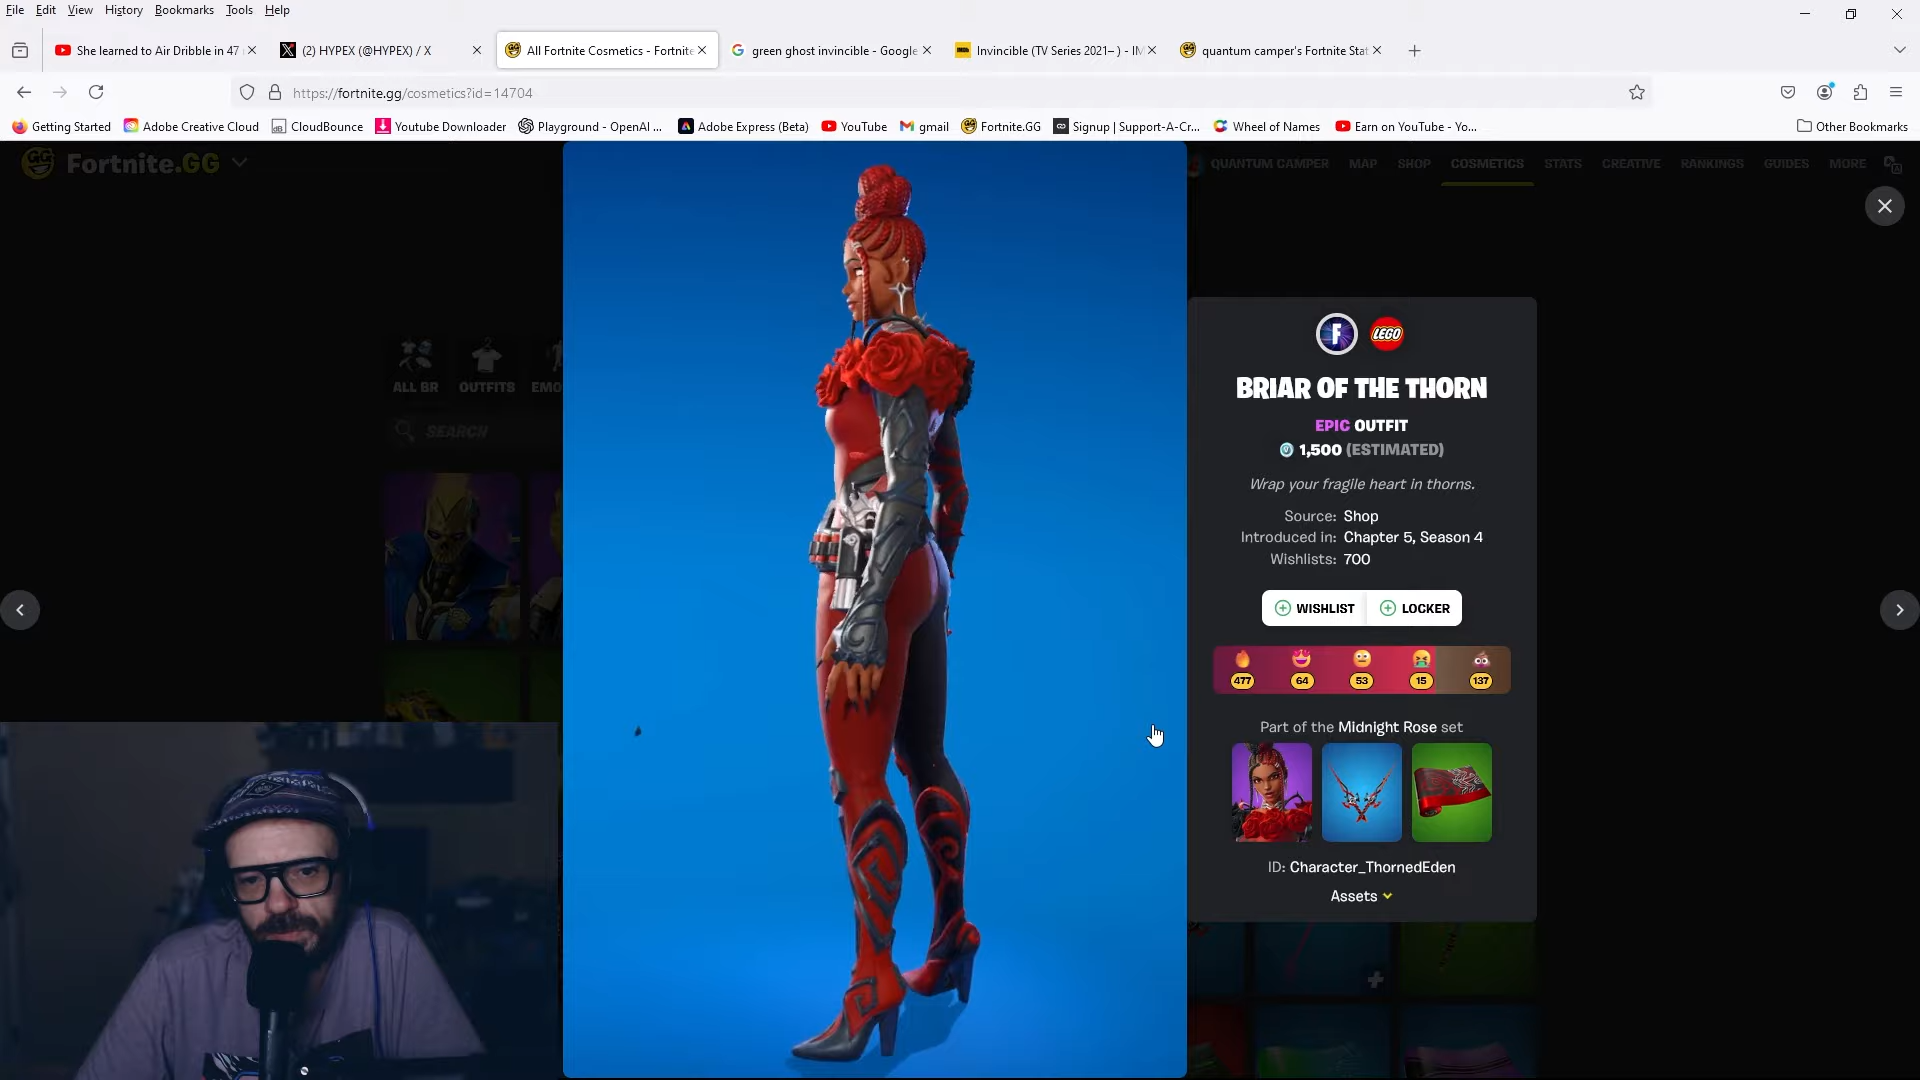 File Edit View History Bookmarks Tools Help
She learned to Air Dribble in 47
(2) HYPEX (@HYPEX) / X
All Fortnite Cosmetics - Fortnite
green ghost invincible - Google
Invincible (TV Series 2021– ) - IM
quantum camper's Fortnite Stat
https://fortnite.gg/cosmetics?id=14704
Getting Started Adobe Creative Cloud CloudBounce Youtube Downloader Playground - OpenAI ... Adobe Express (Beta) YouTube gmail Fortnite.GG Signup | Support-A-Cr... Wheel of Names Earn on YouTube - Yo... Other Bookmarks
Fortnite.GG
QUANTUM CAMPER MAP SHOP COSMETICS STATS CREATIVE RANKINGS GUIDES MORE
ALL BR OUTFITS EMO
SEARCH
F LEGO
BRIAR OF THE THORN
EPIC OUTFIT
1,500 (ESTIMATED)
Wrap your fragile heart in thorns.
Source: Shop
Introduced in: Chapter 5, Season 4
Wishlists: 700
WISHLIST LOCKER
477 64 53 15 137
Part of the Midnight Rose set
ID: Character_ThornedEden
Assets